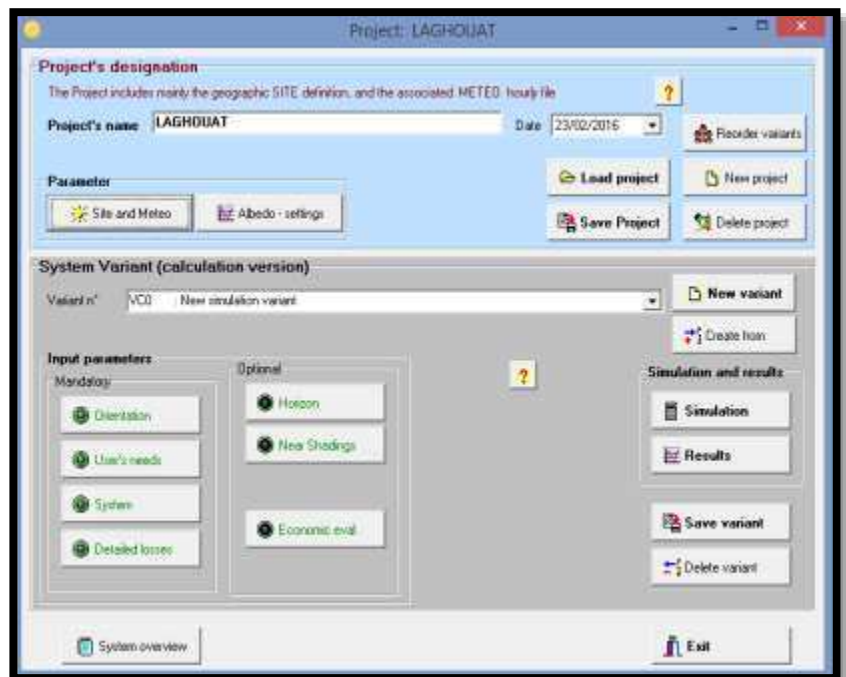 Project: LAGHOUAT
Project's designation
The Project includes mainly the geographic SITE definition, and the associated METEO hourly file
?
Project's name LAGHOUAT Date 23/02/2016
Reorder variants
Parameter
Load project New project
Site and Meteo Albedo - settings
Save Project Delete project
System Variant (calculation version)
Variant n° VC0 : New simulation variant
New variant
Create from
Input parameters
Mandatory Optional
?
Simulation and results
Orientation Horizon
Simulation
User's needs Near Shadings
Results
System
Economic eval
Save variant
Detailed losses
Delete variant
System overview Exit